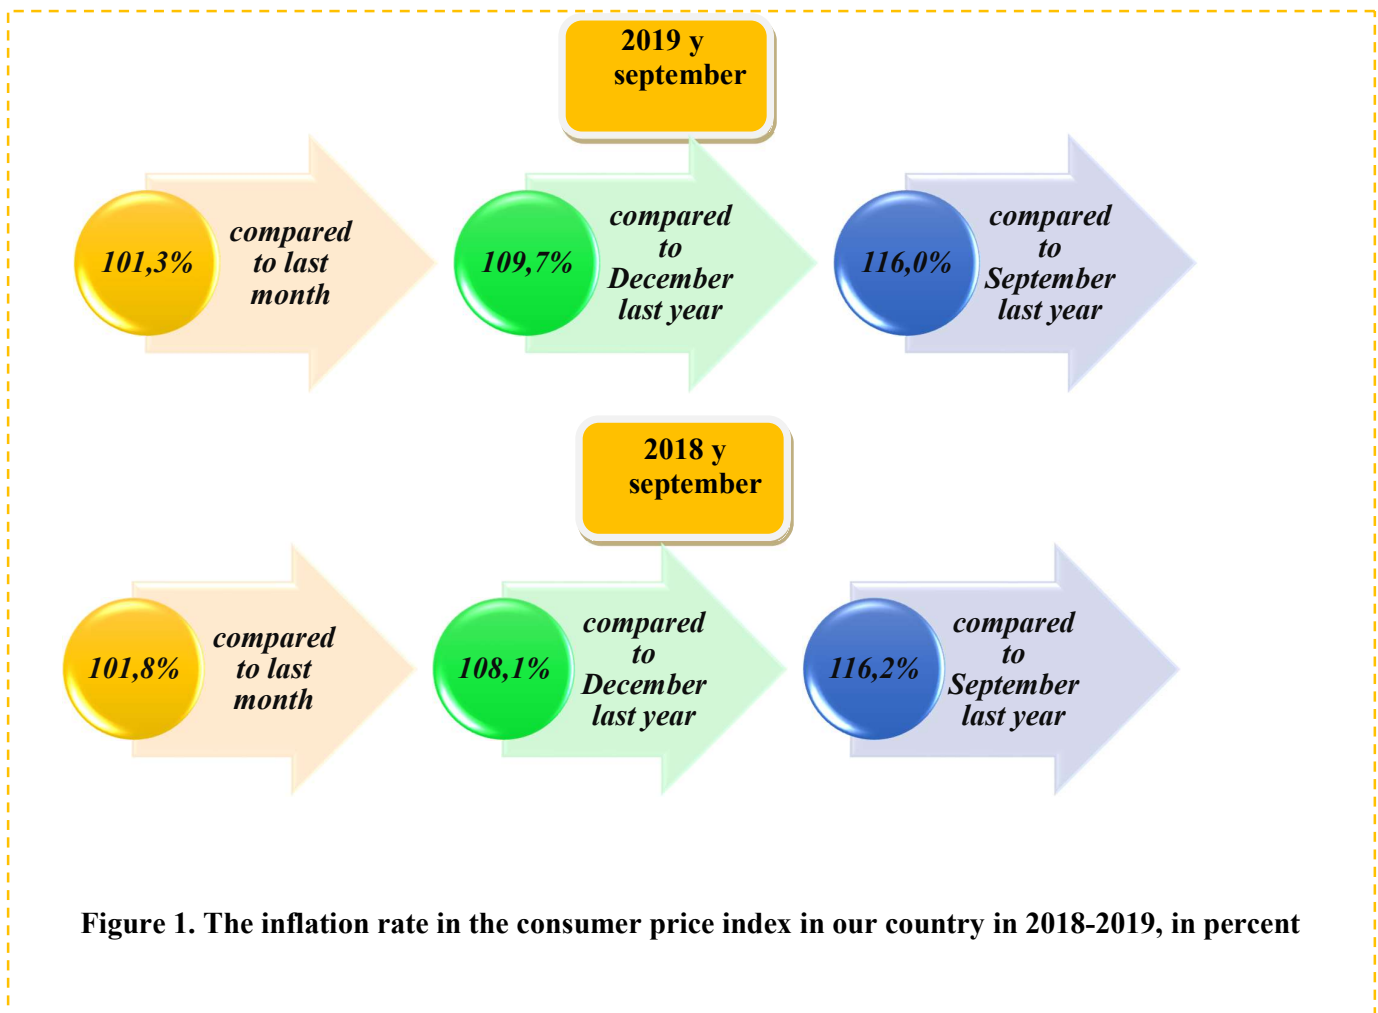 2019 y
september
101,3%
compared
to last
month
109,7%
compared
to
December
last year
116,0%
compared
to
September
last year
2018 y
september
101,8%
compared
to last
month
108,1%
compared
to
December
last year
116,2%
compared
to
September
last year
Figure 1. The inflation rate in the consumer price index in our country in 2018-2019, in percent